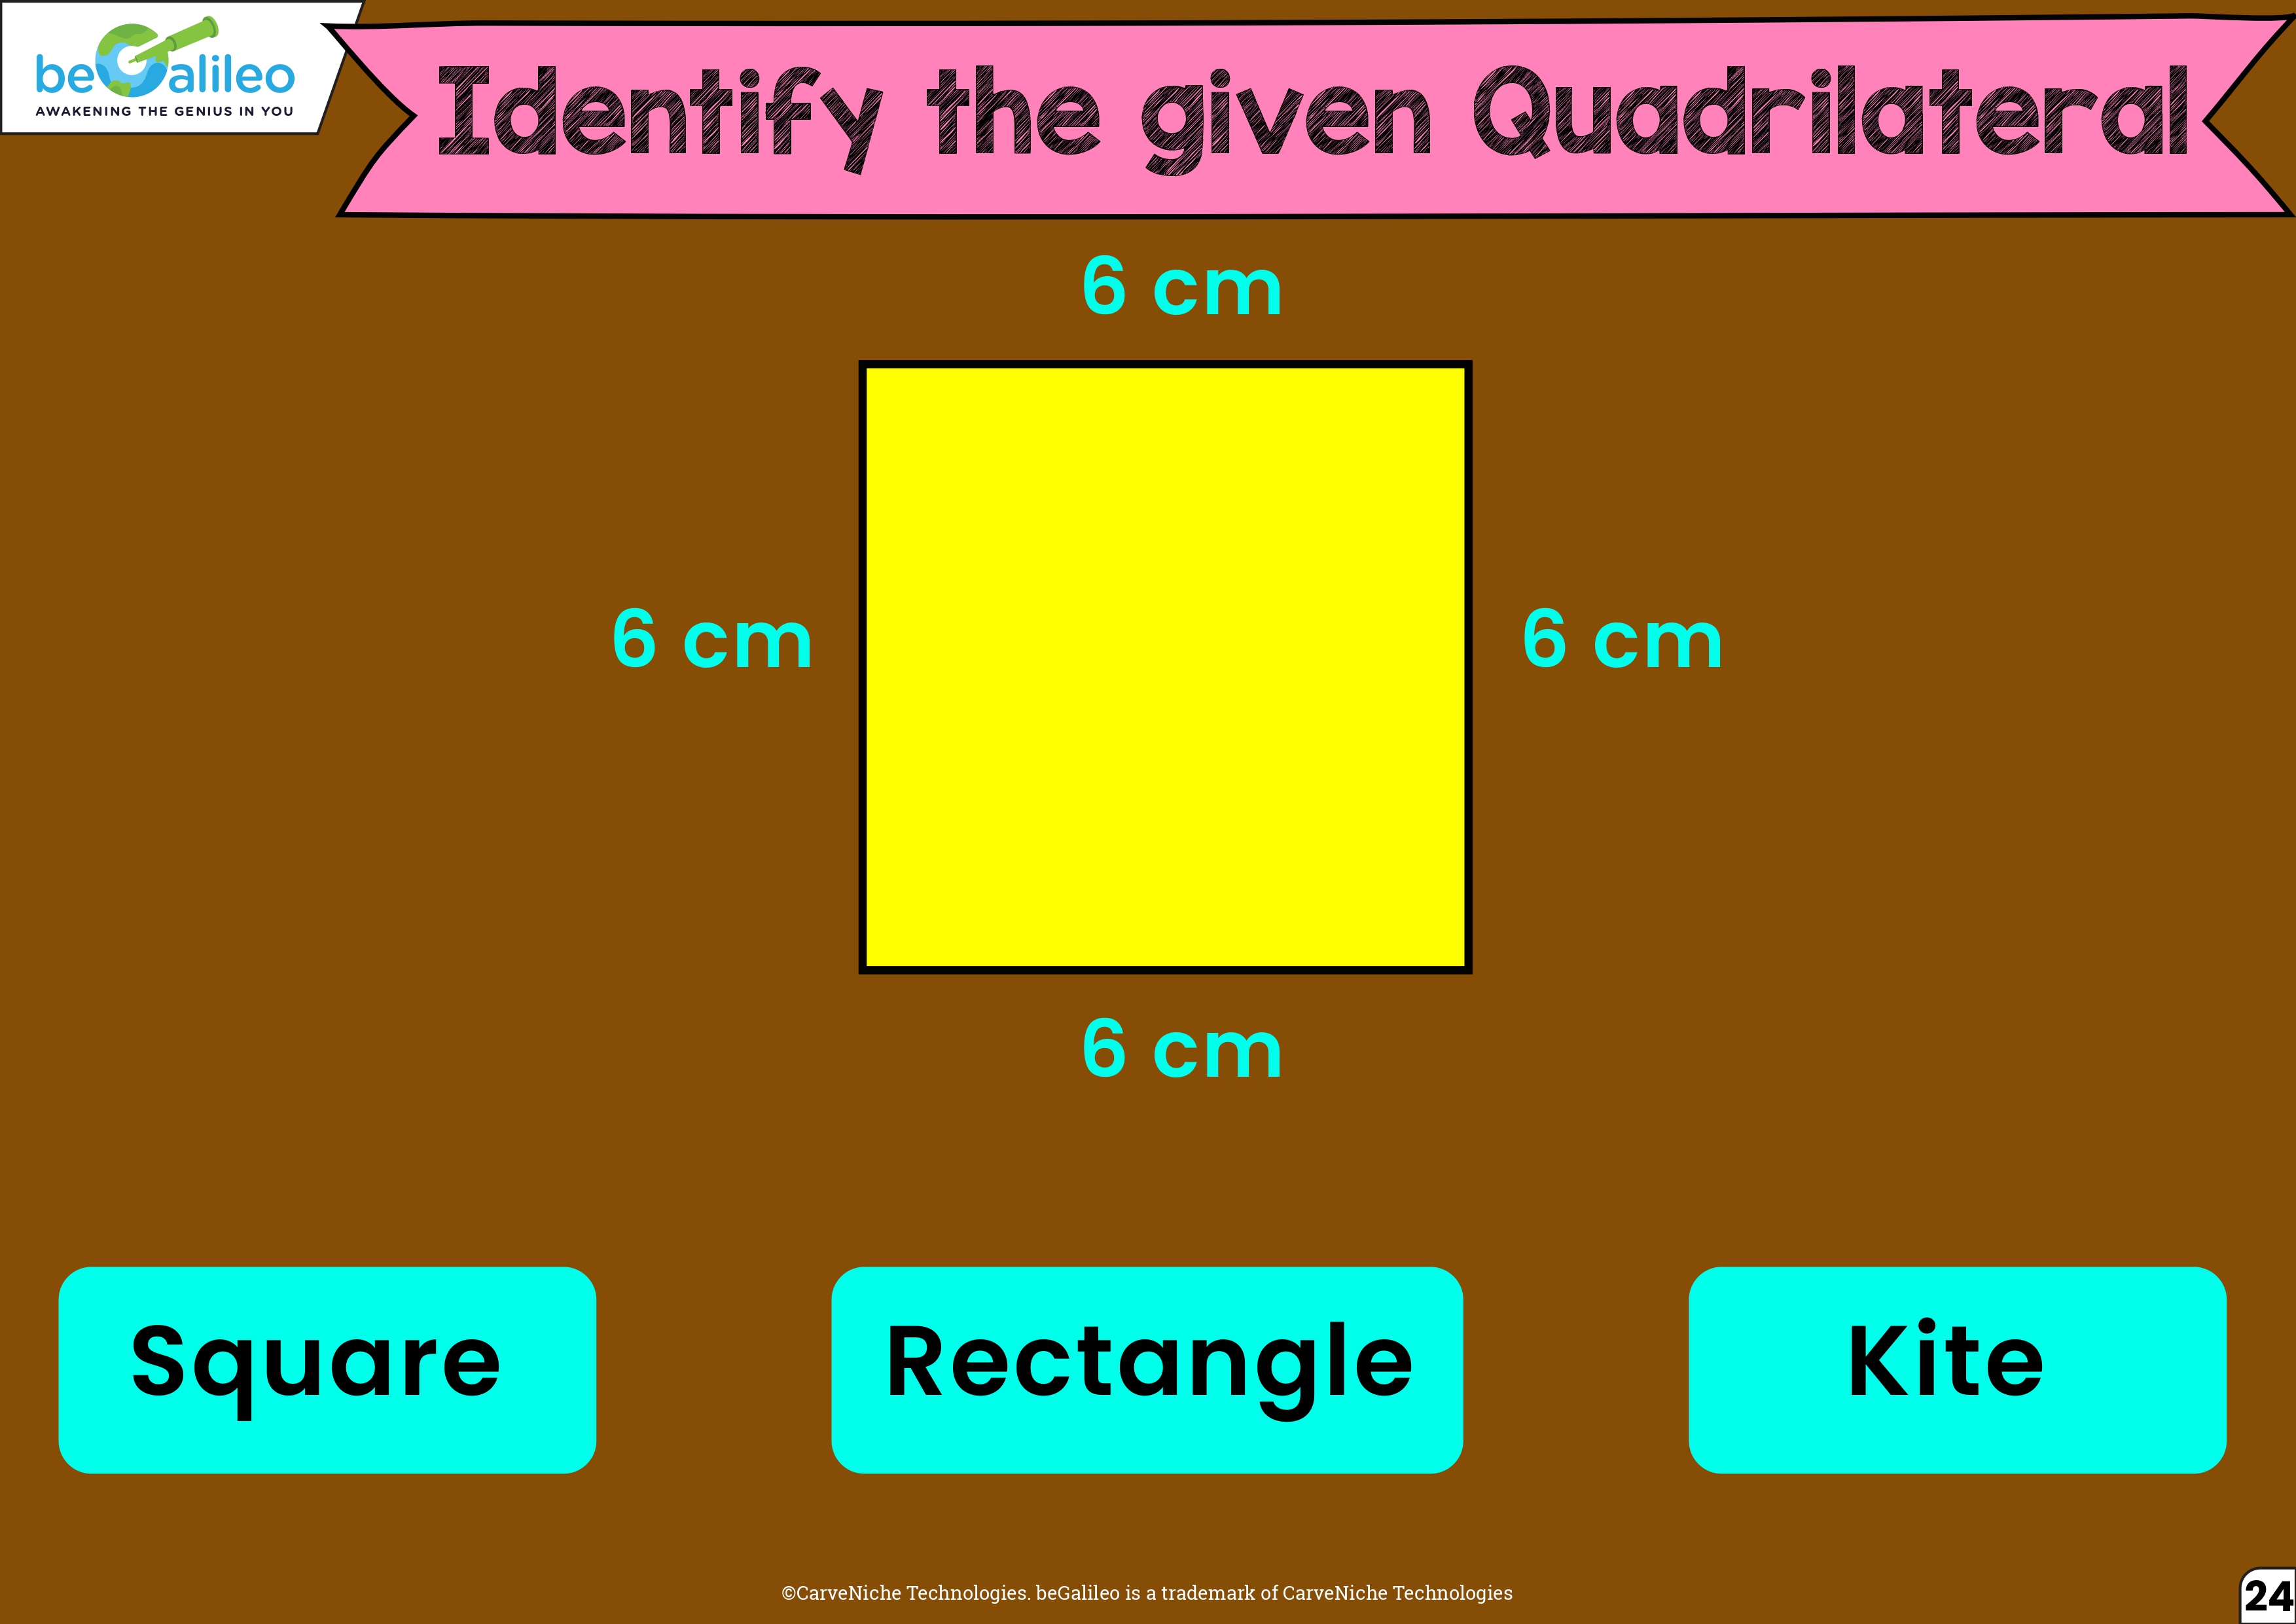 beGalileo
AWAKENING THE GENIUS IN YOU
Identify the given Quadrilateral
6 cm
6 cm
6 cm
6 cm
Square
Rectangle
Kite
©CarveNiche Technologies. beGalileo is a trademark of CarveNiche Technologies
24